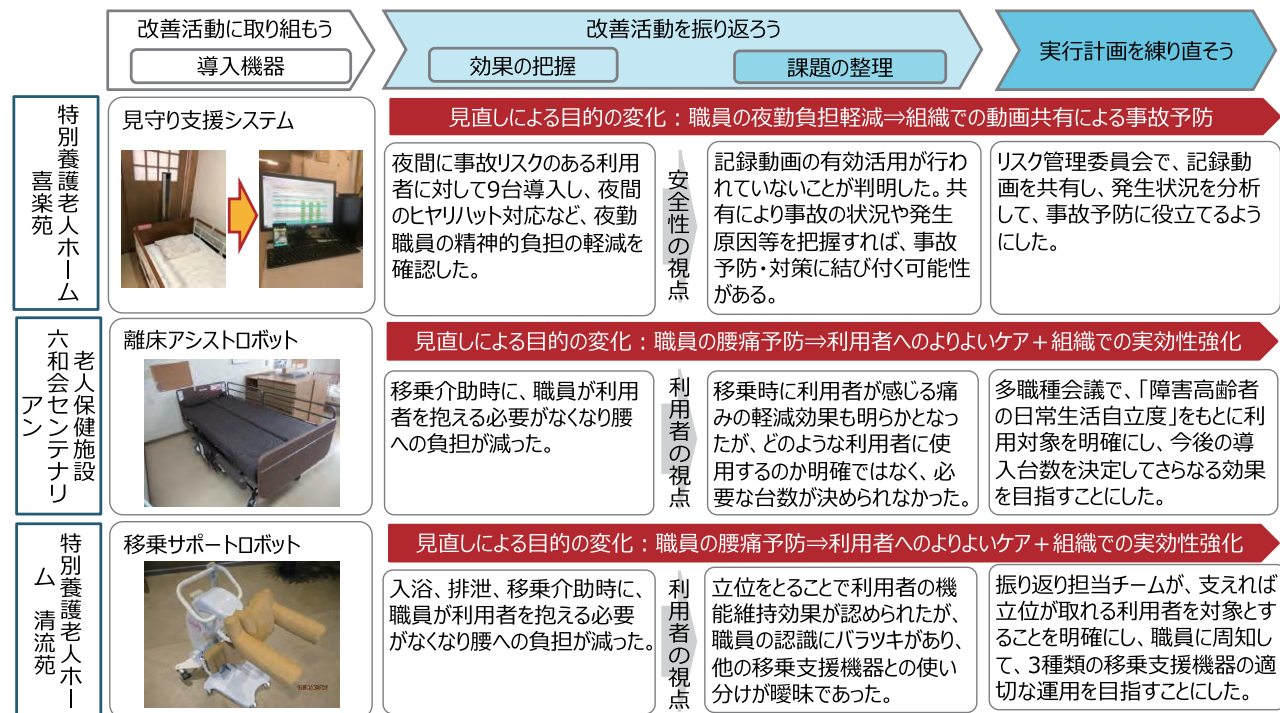 改善活動に取り組もう
導入機器
改善活動を振り返ろう
効果の把握
課題の整理
実行計画を練り直そう
特別養護老人ホーム
喜楽苑
見守り支援システム
見直しによる目的の変化：職員の夜勤負担軽減⇒組織での動画共有による事故予防
夜間に事故リスクのある利用
者に対して9台導入し、夜間
のヒヤリハット対応など、夜勤
職員の精神的負担の軽減を
確認した。
安全性の視点
記録動画の有効活用が行わ
れていないことが判明した。共
有により事故の状況や発生
原因等を把握すれば、事故
予防・対策に結び付く可能性
がある。
リスク管理委員会で、記録動
画を共有し、発生状況を分析
して、事故予防に役立てるよう
にした。
老人保健施設
六和会センテナリ
アン
離床アシストロボット
見直しによる目的の変化：職員の腰痛予防⇒利用者へのよりよいケア＋組織での実効性強化
移乗介助時に、職員が利用
者を抱える必要がなくなり腰
への負担が減った。
利用者の視点
移乗時に利用者が感じる痛
みの軽減効果も明らかとなっ
たが、どのような利用者に使
用するのか明確ではなく、必
要な台数が決められなかった。
多職種会議で、「障害高齢者
の日常生活自立度」をもとに利
用対象を明確にし、今後の導
入台数を決定してさらなる効果
を目指すことにした。
特別養護老人ホー
ム　清流苑
移乗サポートロボット
見直しによる目的の変化：職員の腰痛予防⇒利用者へのよりよいケア＋組織での実効性強化
入浴、排泄、移乗介助時に、
職員が利用者を抱える必要
がなくなり腰への負担が減った。
利用者の視点
立位をとることで利用者の機
能維持効果が認められたが、
職員の認識にバラツキがあり、
他の移乗支援機器との使い
分けが曖昧であった。
振り返り担当チームが、支えれば
立位が取れる利用者を対象とす
ることを明確にし、職員に周知し
て、3種類の移乗支援機器の適
切な運用を目指すことにした。